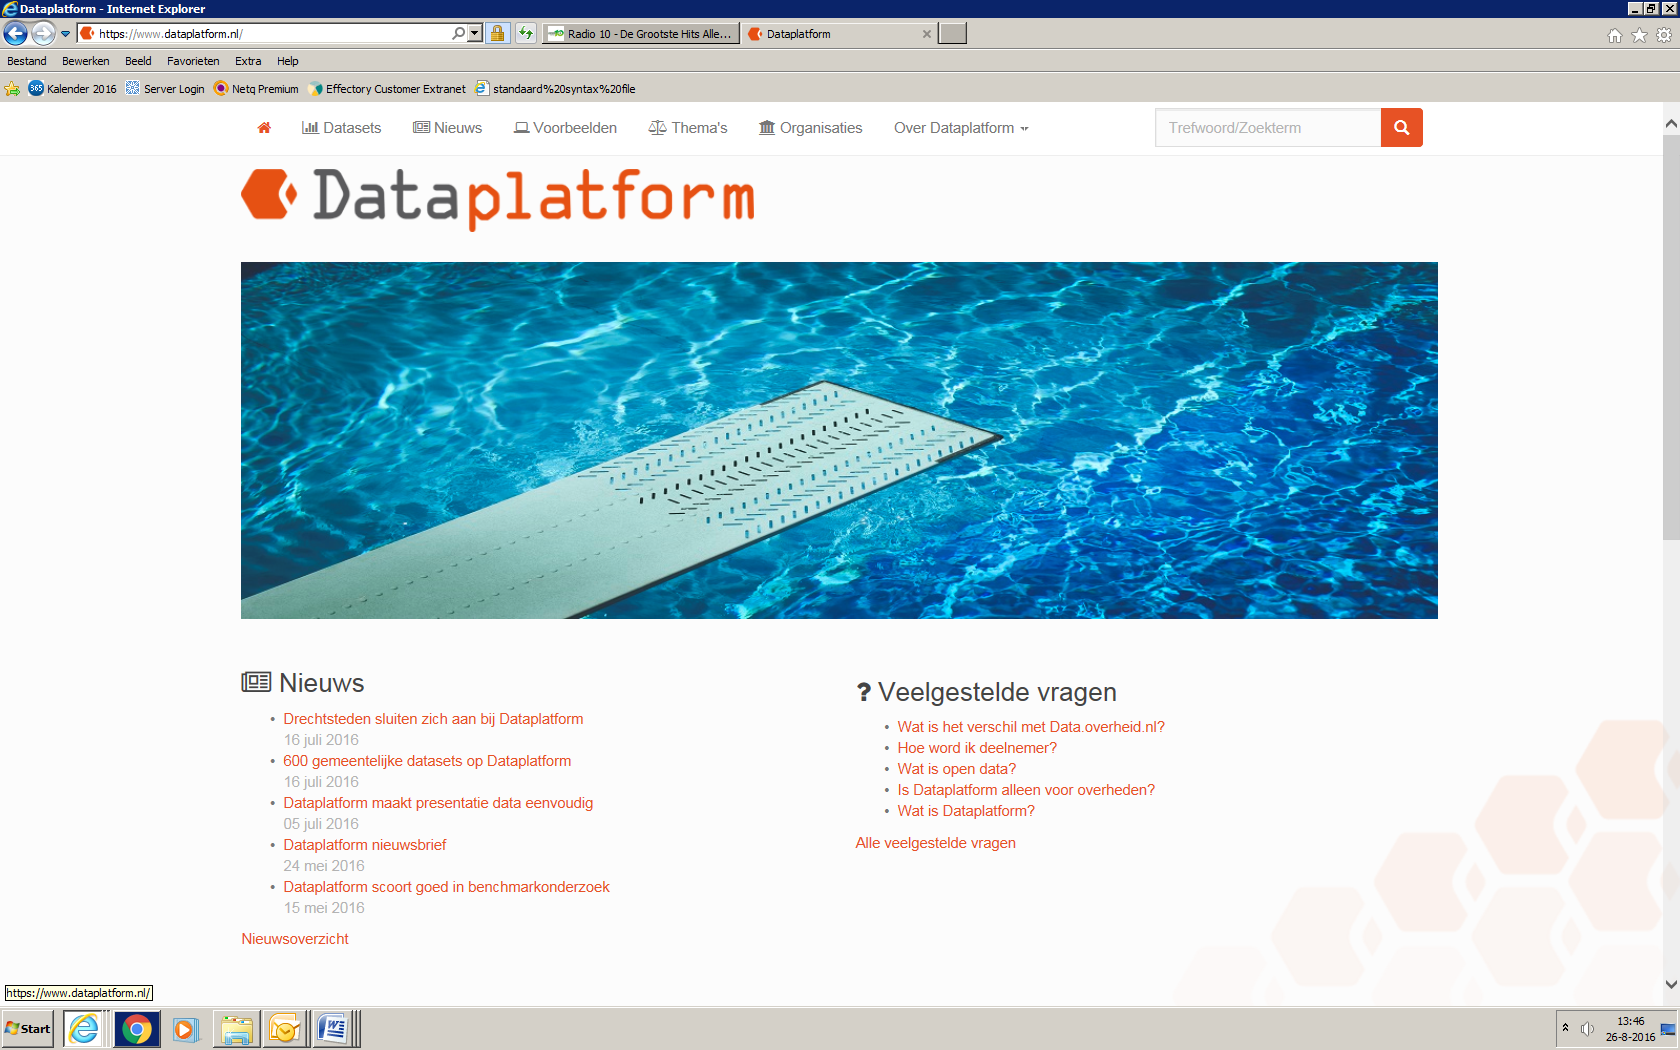 Dataplatform - Internet Explorer
https://www.dataplatform.nl/
Radio 10 - De Grootste Hits Alle...
Dataplatform
Bestand Bewerken Beeld Favorieten Extra Help
365 Kalender 2016 Server Login Netq Premium Effectory Customer Extranet standaard%20syntax%20file
Datasets Nieuws Voorbeelden Thema's Organisaties Over Dataplatform
Trefwoord/Zoekterm
Dataplatform
Nieuws
• Drechtsteden sluiten zich aan bij Dataplatform
16 juli 2016
• 600 gemeentelijke datasets op Dataplatform
16 juli 2016
• Dataplatform maakt presentatie data eenvoudig
05 juli 2016
• Dataplatform nieuwsbrief
24 mei 2016
• Dataplatform scoort goed in benchmarkonderzoek
15 mei 2016
Nieuwsoverzicht
? Veelgestelde vragen
• Wat is het verschil met Data.overheid.nl?
• Hoe word ik deelnemer?
• Wat is open data?
• Is Dataplatform alleen voor overheden?
• Wat is Dataplatform?
Alle veelgestelde vragen
https://www.dataplatform.nl/
Start
13:46
26-8-2016